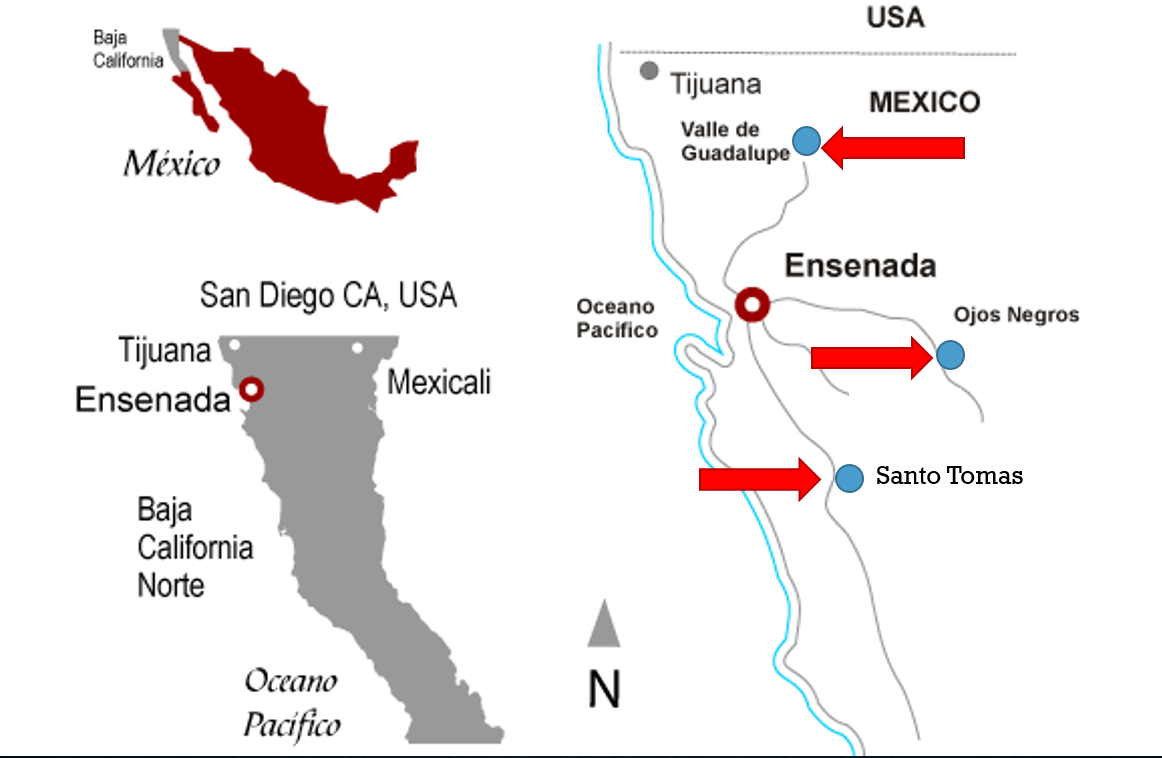 Baja
California
México
San Diego CA, USA
Tijuana
Mexicali
Ensenada
Baja
California
Norte
Oceano
Pacífico
USA
Tijuana
MEXICO
Valle de
Guadalupe
Ensenada
Oceano
Pacifico
Ojos Negros
Santo Tomas
N